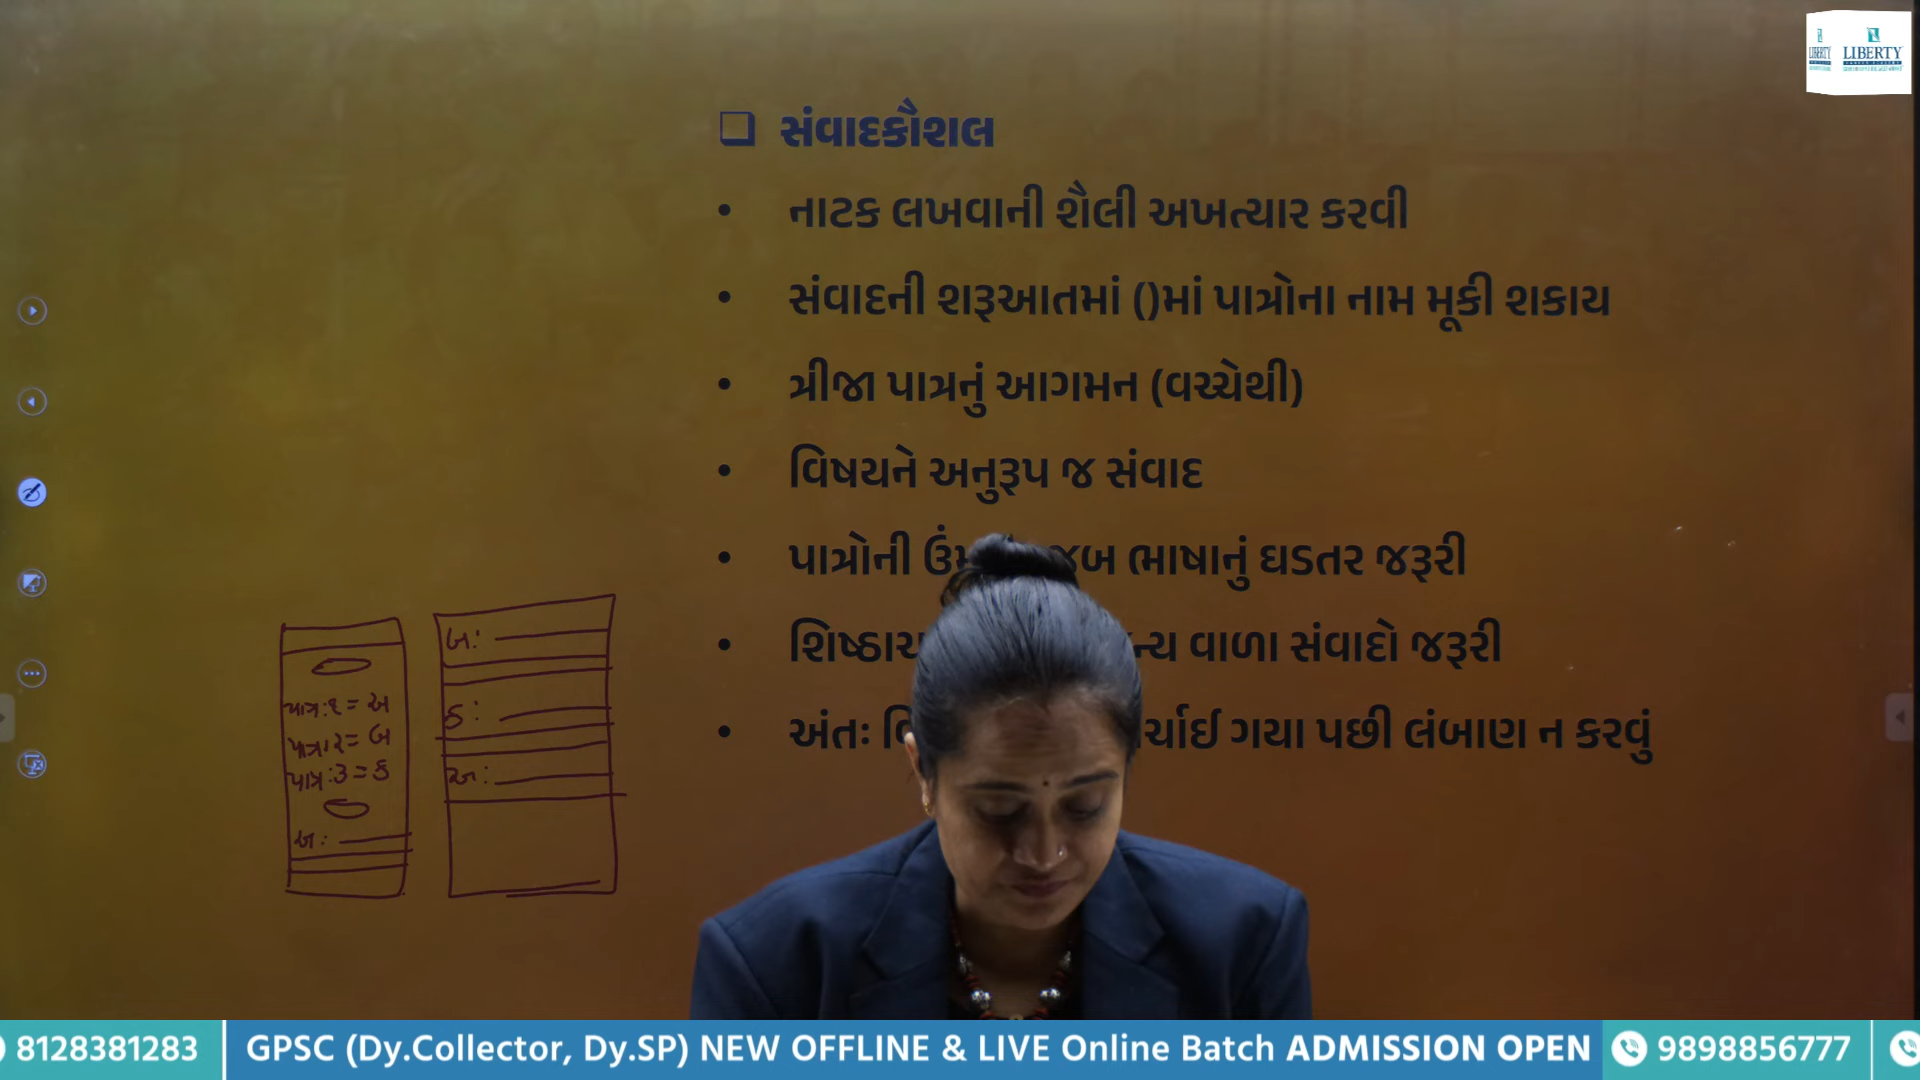 LIBERTY
LIBERTY
❑ સંવાદકૌશલ
• નાટક લખવાની શૈલી અખત્યાર કરવી
• સંવાદની શરૂઆતમાં ()માં પાત્રોના નામ મૂકી શકાય
• ત્રીજા પાત્રનું આગમન (વચ્ચેથી)
• વિષયને અનુરૂપ જ સંવાદ
• પાત્રોની ભાષાનું ઘડતર જરૂરી
• વાળા સંવાદો જરૂરી
• અંતઃ ગયા પછી લંબાણ ન કરવું
પાત્ર:૧ = અ
પાત્ર:૨ = બ
પાત્ર:૩ = ક
અ:
બ:
ક:
અ:
8128381283
GPSC (Dy.Collector, Dy.SP) NEW OFFLINE & LIVE Online Batch ADMISSION OPEN
9898856777